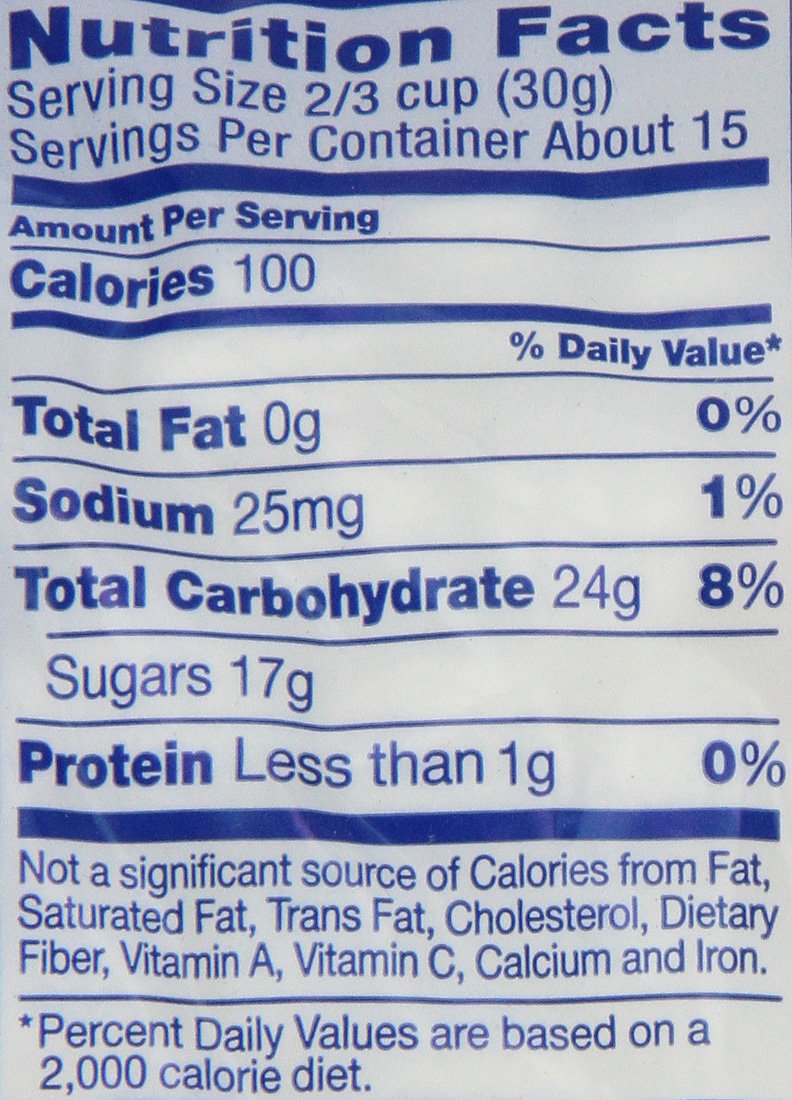 Nutrition Facts
Serving Size 2/3 cup (30g)
Servings Per Container About 15
Amount Per Serving
Calories 100
% Daily Value*
Total Fat 0g 0%
Sodium 25mg 1%
Total Carbohydrate 24g 8%
Sugars 17g
Protein Less than 1g 0%
Not a significant source of Calories from Fat,
Saturated Fat, Trans Fat, Cholesterol, Dietary
Fiber, Vitamin A, Vitamin C, Calcium and Iron.
*Percent Daily Values are based on a
2,000 calorie diet.